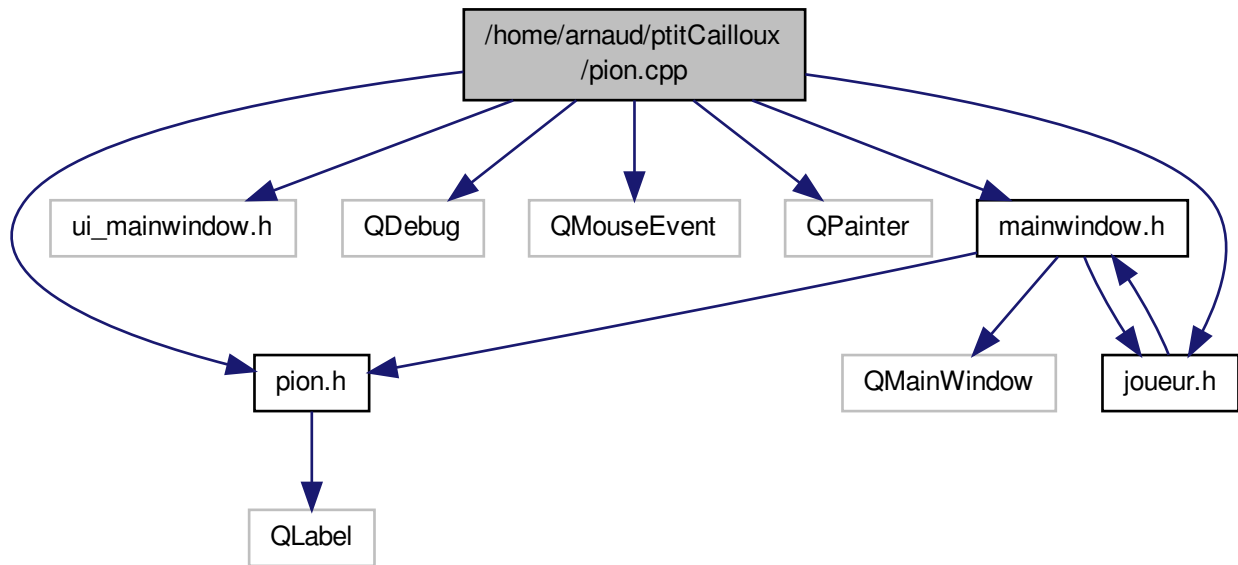 /home/arnaud/ptitCailloux
/pion.cpp
ui_mainwindow.h
QDebug
QMouseEvent
QPainter
mainwindow.h
pion.h
QMainWindow
joueur.h
QLabel